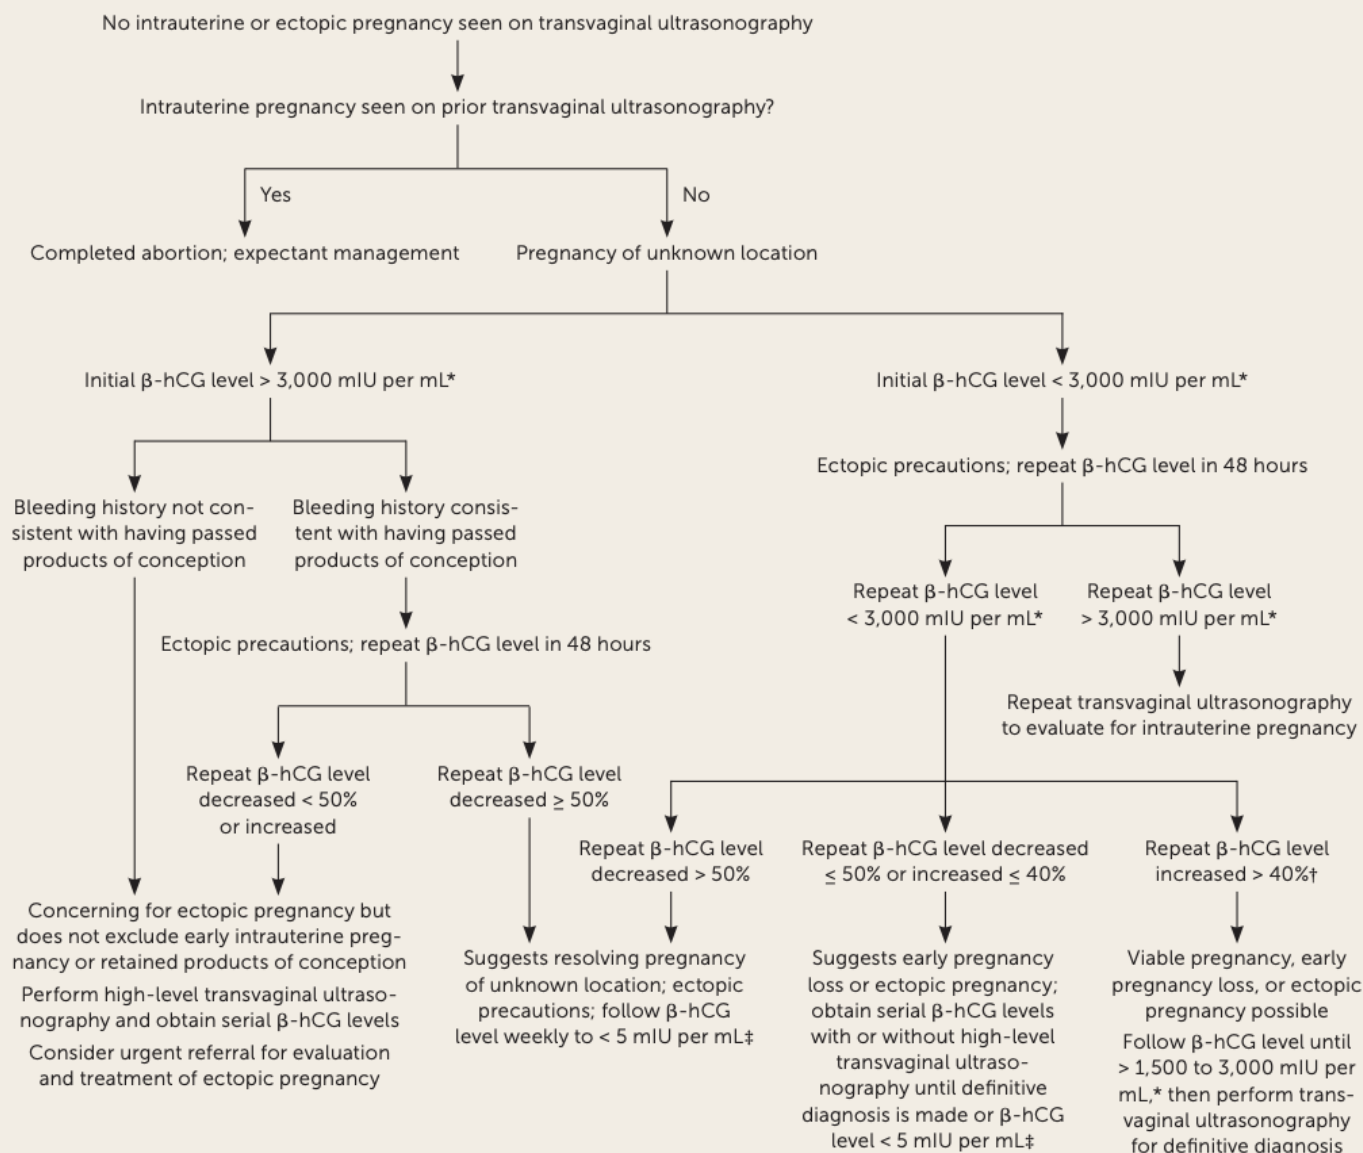 No intrauterine or ectopic pregnancy seen on transvaginal ultrasonography
Intrauterine pregnancy seen on prior transvaginal ultrasonography?
Yes
No
Completed abortion; expectant management
Pregnancy of unknown location
Initial β-hCG level > 3,000 mIU per mL*
Initial β-hCG level < 3,000 mIU per mL*
Ectopic precautions; repeat β-hCG level in 48 hours
Bleeding history not con-
sistent with having passed
products of conception
Bleeding history consis-
tent with having passed
products of conception
Repeat β-hCG level
< 3,000 mIU per mL*
Repeat β-hCG level
> 3,000 mIU per mL*
Ectopic precautions; repeat β-hCG level in 48 hours
Repeat transvaginal ultrasonography
to evaluate for intrauterine pregnancy
Repeat β-hCG level
decreased < 50%
or increased
Repeat β-hCG level
decreased ≥ 50%
Repeat β-hCG level
decreased > 50%
Repeat β-hCG level decreased
≤ 50% or increased ≤ 40%
Repeat β-hCG level
increased > 40%†
Concerning for ectopic pregnancy but
does not exclude early intrauterine preg-
nancy or retained products of conception
Perform high-level transvaginal ultraso-
nography and obtain serial β-hCG levels
Consider urgent referral for evaluation
and treatment of ectopic pregnancy
Suggests resolving pregnancy
of unknown location; ectopic
precautions; follow β-hCG
level weekly to < 5 mIU per mL‡
Suggests early pregnancy
loss or ectopic pregnancy;
obtain serial β-hCG levels
with or without high-level
transvaginal ultraso-
nography until definitive
diagnosis is made or β-hCG
level < 5 mIU per mL‡
Viable pregnancy, early
pregnancy loss, or ectopic
pregnancy possible
Follow β-hCG level until
> 1,500 to 3,000 mIU per
mL,* then perform trans-
vaginal ultrasonography
for definitive diagnosis